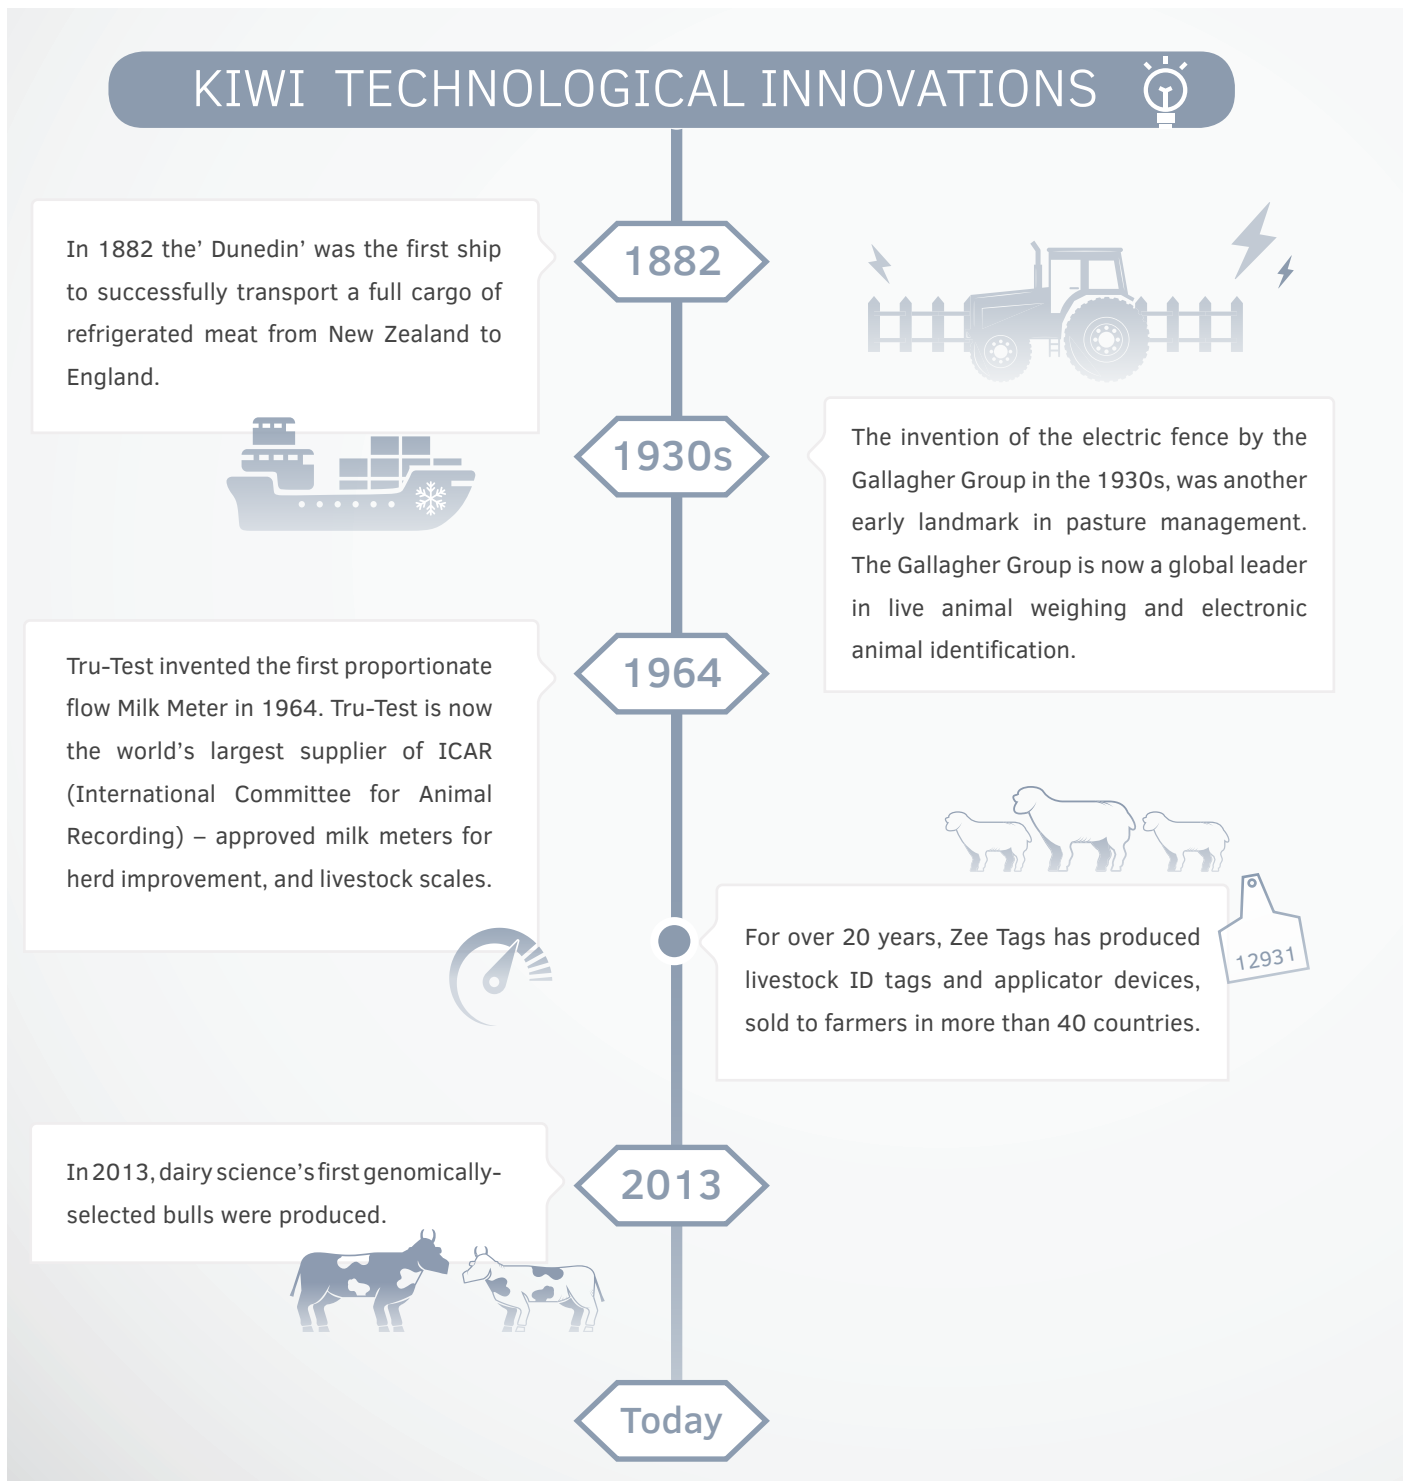 KIWI TECHNOLOGICAL INNOVATIONS
1882
In 1882 the’ Dunedin’ was the first ship
to successfully transport a full cargo of
refrigerated meat from New Zealand to
England.
1930s
The invention of the electric fence by the
Gallagher Group in the 1930s, was another
early landmark in pasture management.
The Gallagher Group is now a global leader
in live animal weighing and electronic
animal identification.
1964
Tru-Test invented the first proportionate
flow Milk Meter in 1964. Tru-Test is now
the world’s largest supplier of ICAR
(International Committee for Animal
Recording) – approved milk meters for
herd improvement, and livestock scales.
For over 20 years, Zee Tags has produced
livestock ID tags and applicator devices,
sold to farmers in more than 40 countries.
12931
2013
In 2013, dairy science’s first genomically-
selected bulls were produced.
Today